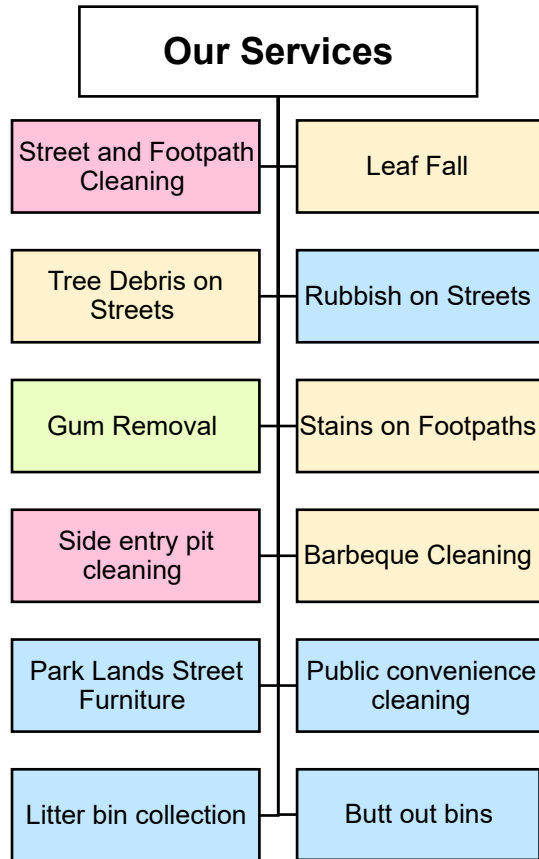 Our Services
Street and Footpath
Cleaning
Leaf Fall
Tree Debris on
Streets
Rubbish on Streets
Gum Removal
Stains on Footpaths
Side entry pit
cleaning
Barbeque Cleaning
Park Lands Street
Furniture
Public convenience
cleaning
Litter bin collection
Butt out bins